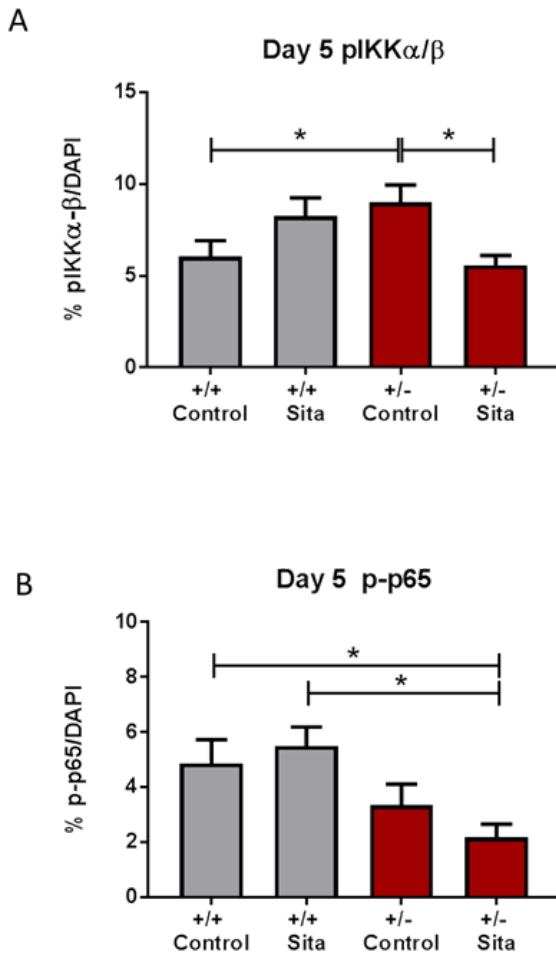 A
Day 5 pIKKα/β
% pIKKα-β/DAPI
15
10
5
0
*
*
+/+ Control
+/+ Sita
+/- Control
+/- Sita
B
Day 5 p-p65
% p-p65/DAPI
10
8
6
4
2
0
*
*
+/+ Control
+/+ Sita
+/- Control
+/- Sita